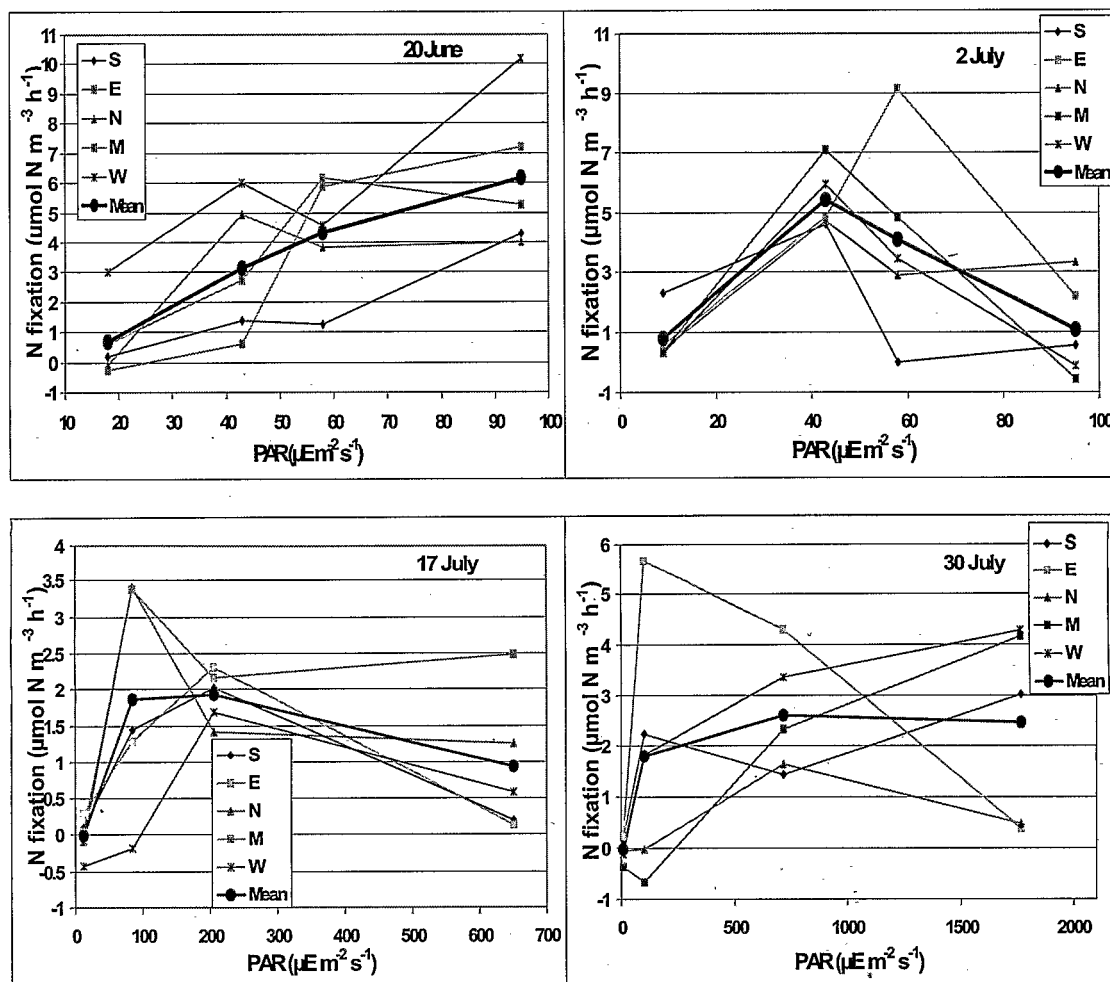 20 June
N fixation (µmol N m⁻³ h⁻¹)
11
10
9
8
7
6
5
4
3
2
1
0
-1
10 20 30 40 50 60 70 80 90 100
PAR(µEm⁻²s⁻¹)
S
E
N
M
W
Mean
2 July
N fixation (µmol N m⁻³ h⁻¹)
11
9
7
5
3
1
-1
0 20 40 60 80 100
PAR(µEm⁻²s⁻¹)
S
E
N
M
W
Mean
17 July
N fixation (µmol N m⁻³ h⁻¹)
4
3.5
3
2.5
2
1.5
1
0.5
0
-0.5
-1
0 100 200 300 400 500 600 700
PAR(µEm⁻²s⁻¹)
S
E
N
M
W
Mean
30 July
N fixation (µmol N m⁻³ h⁻¹)
6
5
4
3
2
1
0
-1
0 500 1000 1500 2000
PAR(µEm⁻²s⁻¹)
S
E
N
M
W
Mean